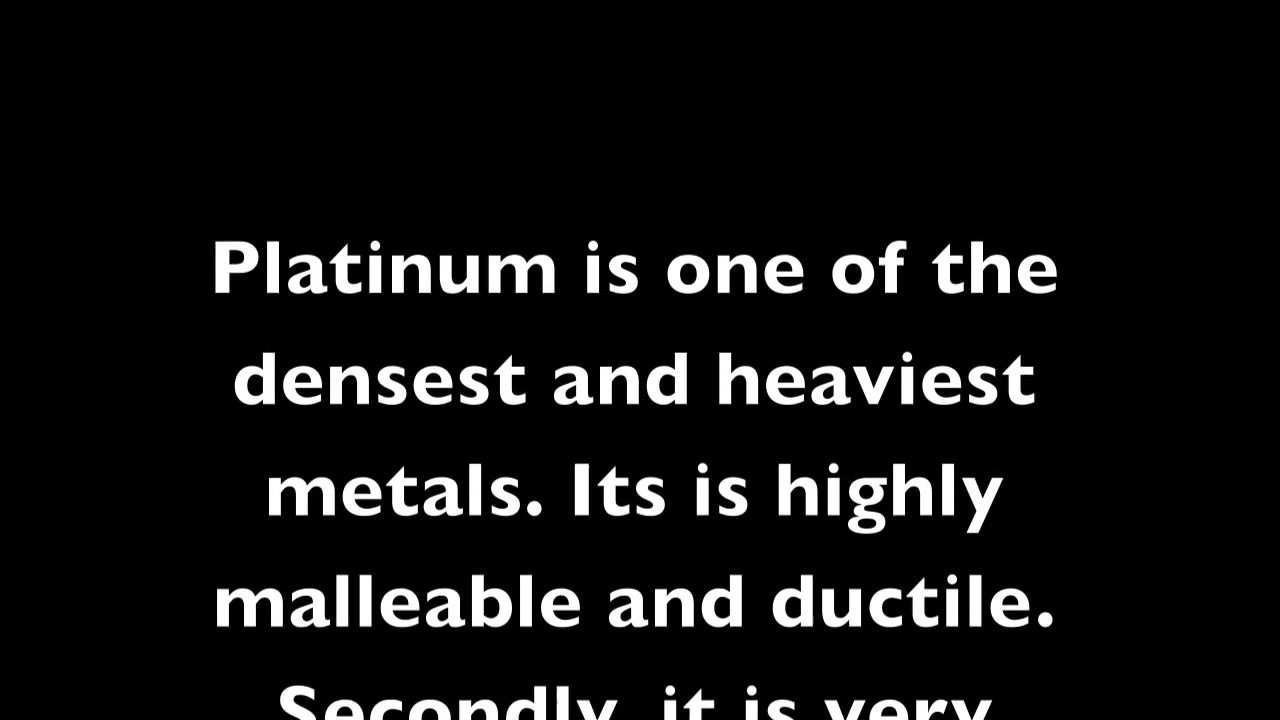 Platinum is one of the
densest and heaviest
metals. Its is highly
malleable and ductile.
Secondly, it is very